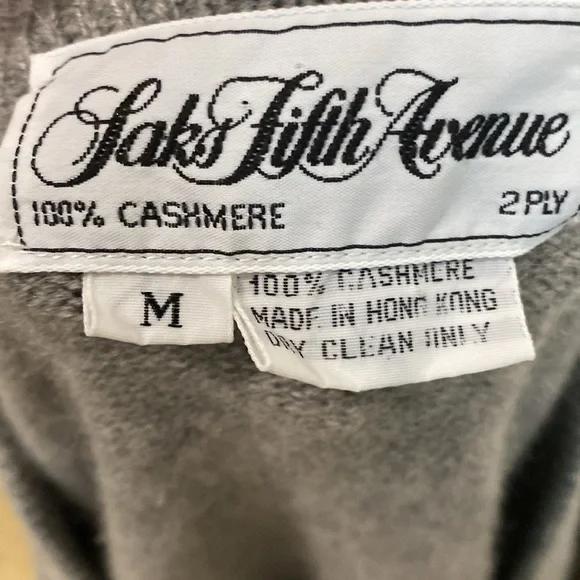 Saks Fifth Avenue
100% CASHMERE 2 PLY
M
100% CASHMERE
MADE IN HONG KONG
DRY CLEAN ONLY